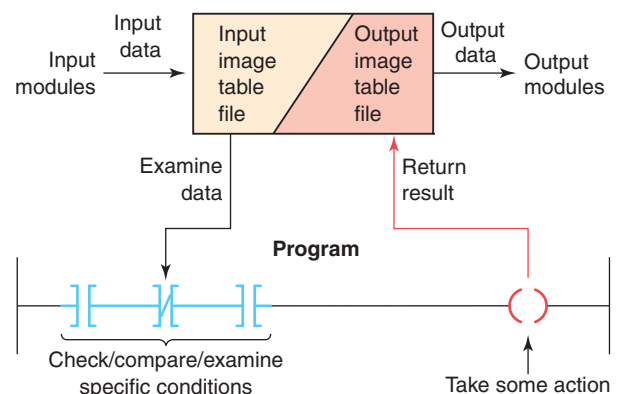 Input
data
Input
modules
Input
image
table
file
Output
image
table
file
Output
data
Output
modules
Examine
data
Return
result
Program
Check/compare/examine
specific conditions
Take some action